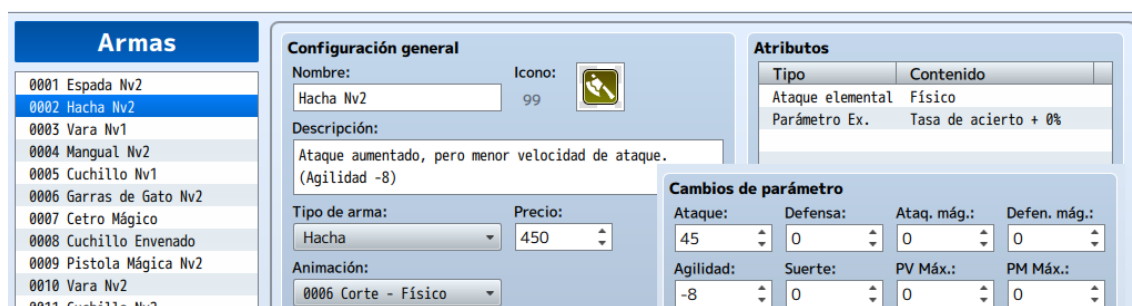 Armas
0001 Espada Nv2
0002 Hacha Nv2
0003 Vara Nv1
0004 Mangual Nv2
0005 Cuchillo Nv1
0006 Garras de Gato Nv2
0007 Cetro Mágico
0008 Cuchillo Envenado
0009 Pistola Mágica Nv2
0010 Vara Nv2
0011 Cuchillo Nv2
Configuración general
Nombre: Icono:
Hacha Nv2 99
Descripción:
Ataque aumentado, pero menor velocidad de ataque.
(Agilidad -8)
Tipo de arma: Precio:
Hacha 450
Animación:
0006 Corte - Físico
Atributos
Tipo Contenido
Ataque elemental Físico
Parámetro Ex. Tasa de acierto + 0%
Cambios de parámetro
Ataque: Defensa: Ataq. mág.: Defen. mág.:
45 0 0 0
Agilidad: Suerte: PV Máx.: PM Máx.:
-8 0 0 0